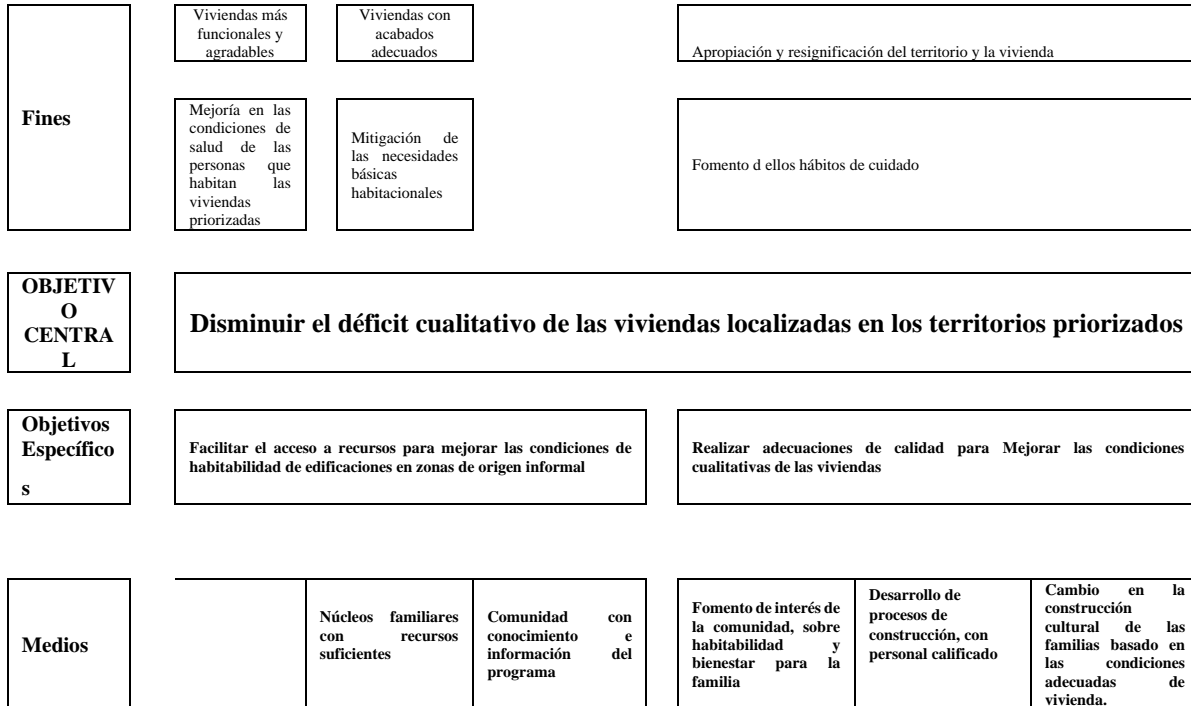 Viviendas más
funcionales y
agradables
Viviendas con
acabados
adecuados
Apropiación y resignificación del territorio y la vivienda
Fines
Mejoría en las
condiciones de
salud de las
personas que
habitan las
viviendas
priorizadas
Mitigación de
las necesidades
básicas
habitacionales
Fomento d ellos hábitos de cuidado
OBJETIV
O
CENTRA
L
Disminuir el déficit cualitativo de las viviendas localizadas en los territorios priorizados
Objetivos
Específico
s
Facilitar el acceso a recursos para mejorar las condiciones de
habitabilidad de edificaciones en zonas de origen informal
Realizar adecuaciones de calidad para Mejorar las condiciones
cualitativas de las viviendas
Medios
Núcleos familiares
con recursos
suficientes
Comunidad con
conocimiento e
información del
programa
Fomento de interés de
la comunidad, sobre
habitabilidad y
bienestar para la
familia
Desarrollo de
procesos de
construcción, con
personal calificado
Cambio en la
construcción
cultural de las
familias basado en
las condiciones
adecuadas de
vivienda.